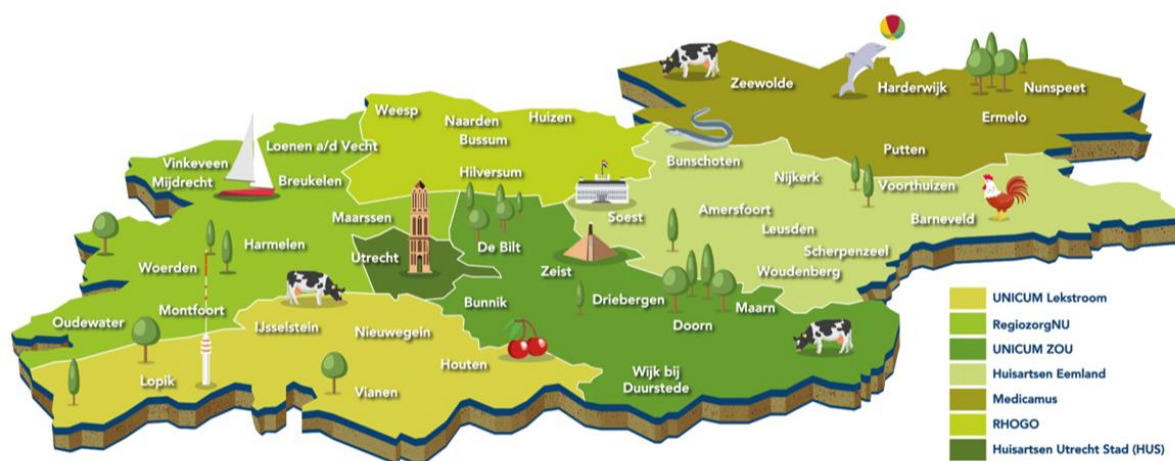 Zeewolde
Harderwijk
Nunspeet
Ermelo
Putten
Weesp
Naarden
Bussum
Huizen
Hilversum
Loenen a/d Vecht
Vinkeveen
Mijdrecht
Breukelen
Maarssen
Harmelen
Woerden
Montfoort
Oudewater
Utrecht
Bunschoten
Nijkerk
Voorthuizen
Barneveld
Soest
Amersfoort
Leusden
Scherpenzeel
Woudenberg
De Bilt
Zeist
Bunnik
Driebergen
Maarn
Doorn
Wijk bij
Duurstede
IJsselstein
Nieuwegein
Houten
Lopik
Vianen
UNICUM Lekstroom
RegiozorgNU
UNICUM ZOU
Huisartsen Eemland
Medicamus
RHOGO
Huisartsen Utrecht Stad (HUS)